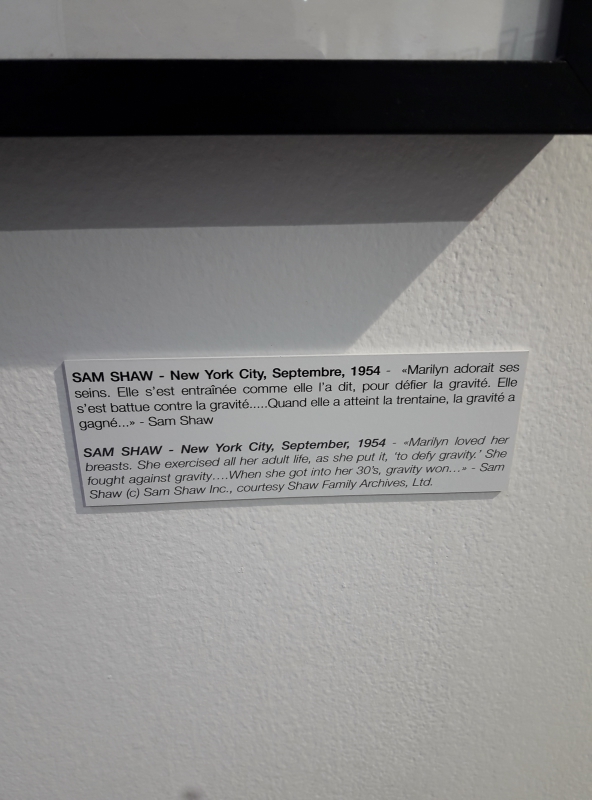 SAM SHAW - New York City, Septembre, 1954 - «Marilyn adorait ses
seins. Elle s'est entraînée comme elle l'a dit, pour défier la gravité. Elle
s'est battue contre la gravité.....Quand elle a atteint la trentaine, la gravité a
gagné...» - Sam Shaw
SAM SHAW - New York City, September, 1954 - «Marilyn loved her
breasts. She exercised all her adult life, as she put it, 'to defy gravity.' She
fought against gravity....When she got into her 30's, gravity won...» - Sam
Shaw (c) Sam Shaw Inc., courtesy Shaw Family Archives, Ltd.